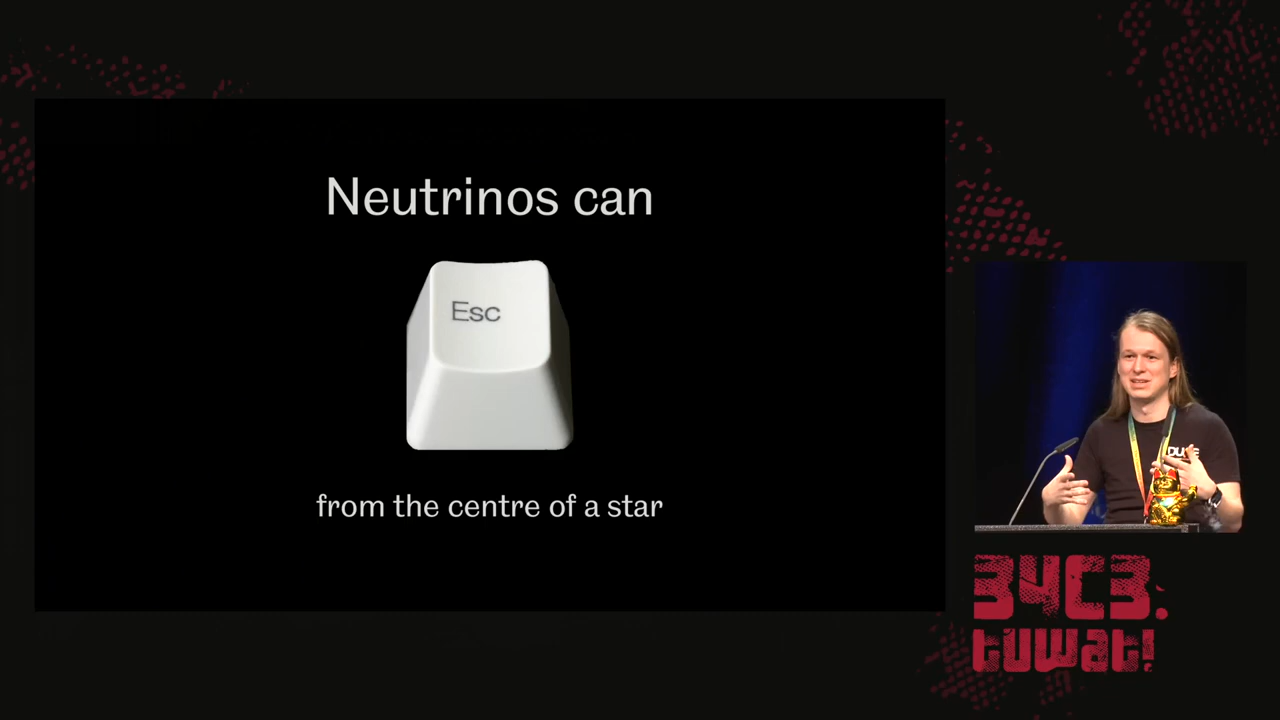 Neutrinos can
Esc
from the centre of a star
34C3.
tuwat!